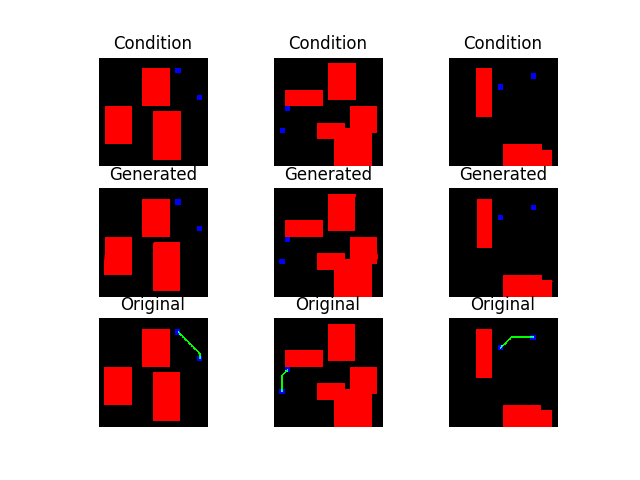 Condition Condition Condition
Generated Generated Generated
Original Original Original